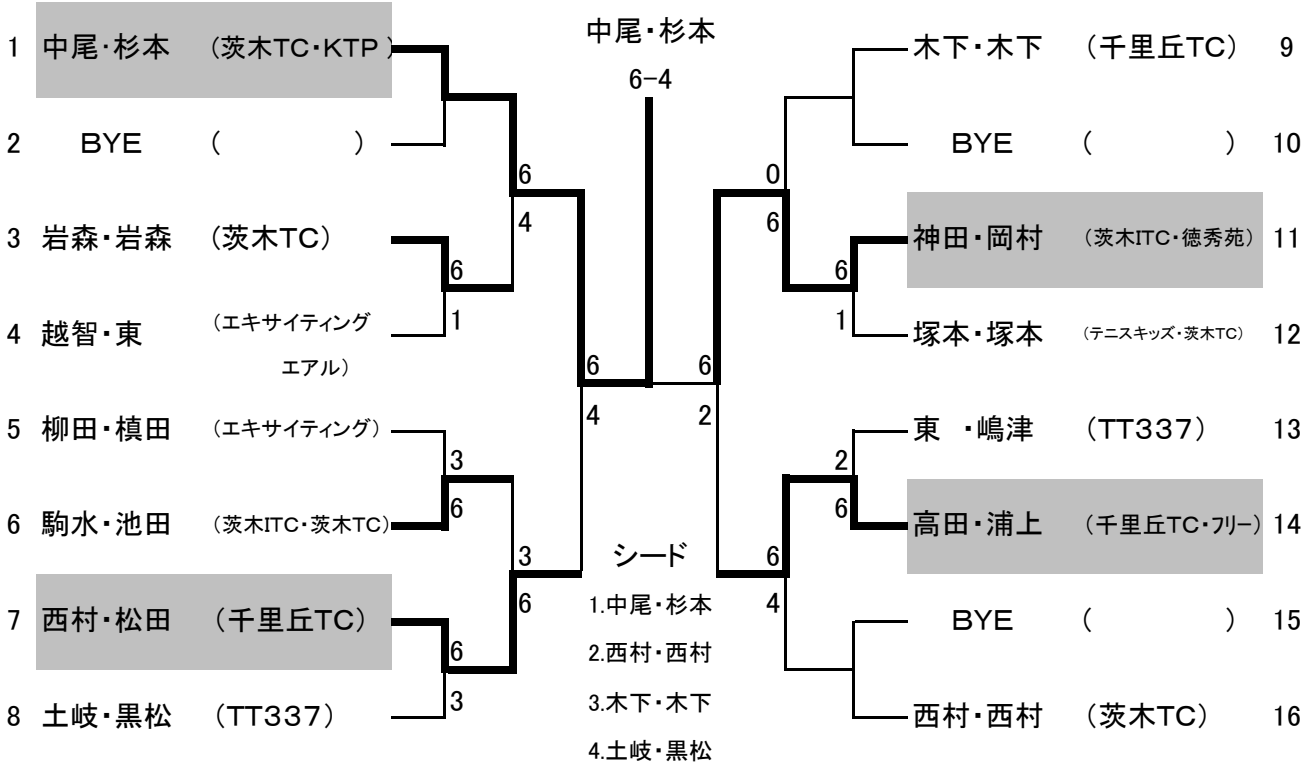 中尾・杉本
6-4
1 中尾・杉本 (茨木TC・KTP)
2 BYE ( )
6
4
3 岩森・岩森 (茨木TC)
6
1
4 越智・東 (エキサイティング
エアル)
6
4
5 柳田・槙田 (エキサイティング)
3
6
6 駒水・池田 (茨木ITC・茨木TC)
3
6
7 西村・松田 (千里丘TC)
6
3
8 土岐・黒松 (TT337)
シード
1.中尾・杉本
2.西村・西村
3.木下・木下
4.土岐・黒松
木下・木下 (千里丘TC) 9
BYE ( ) 10
0
6
神田・岡村 (茨木ITC・徳秀苑) 11
6
1
塚本・塚本 (テニスキッズ・茨木TC) 12
6
2
東 ・嶋津 (TT337) 13
2
6
高田・浦上 (千里丘TC・フリー) 14
6
4
BYE ( ) 15
西村・西村 (茨木TC) 16